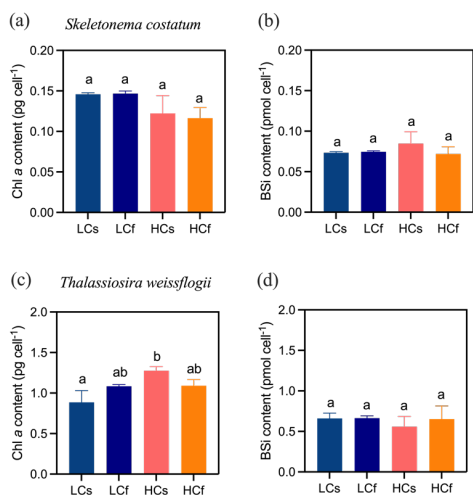 (a) Skeletonema costatum
Chl a content (pg cell⁻¹)
0.20
0.15
0.10
0.05
0.00
a a a a
LCs LCf HCs HCf
(b)
BSi content (pmol cell⁻¹)
0.20
0.15
0.10
0.05
0.00
a a a a
LCs LCf HCs HCf
(c) Thalassiosira weissflogii
Chl a content (pg cell⁻¹)
2.0
1.5
1.0
0.5
0.0
a ab b ab
LCs LCf HCs HCf
(d)
BSi content (pmol cell⁻¹)
2.0
1.5
1.0
0.5
0.0
a a a a
LCs LCf HCs HCf